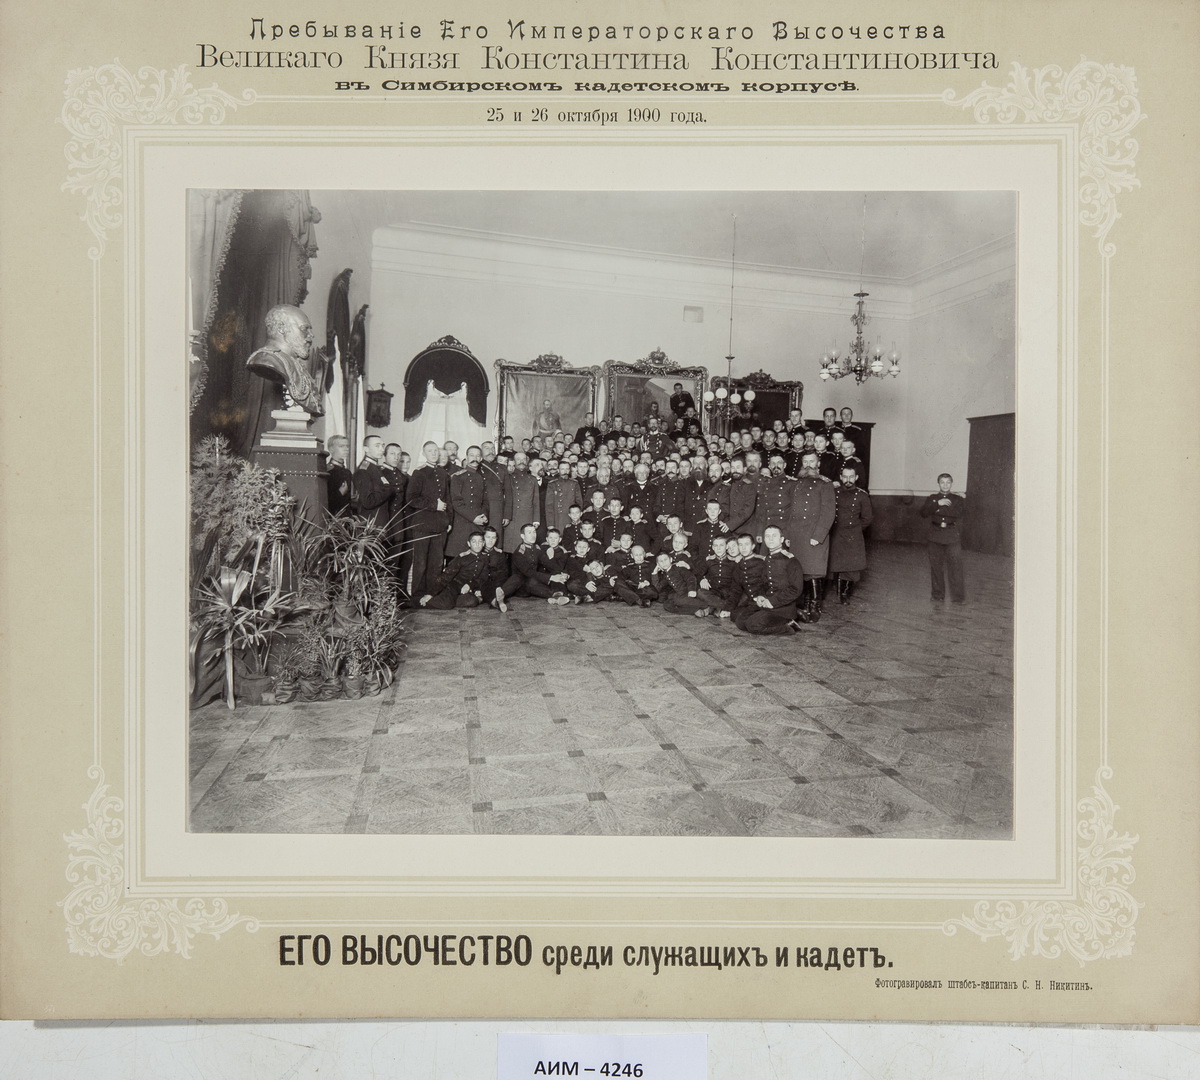 Пребываніе Его Императорскаго Высочества
Великаго Князя Константина Константиновича
въ Симбирскомъ кадетскомъ корпусѣ.
25 и 26 октября 1900 года.
ЕГО ВЫСОЧЕСТВО среди служащихъ и кадетъ.
Фотогравировалъ штабсъ-капитанъ С. Н. Никитинъ.
АИМ – 4246